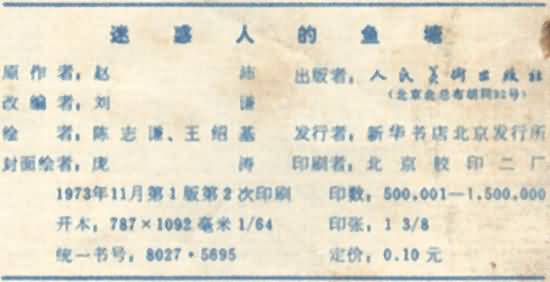 迷惑人的鱼塘
原作者：赵沛 出版者：人民美术出版社
改编者：刘谦 （北京北总布胡同32号）
绘者：陈志谦、王绍基 发行者：新华书店北京发行所
封面绘者：庞涛 印刷者：北京胶印二厂
1973年11月第1版第2次印刷 印数：500.001—1.500.000
开本：787×1092毫米1/64 印张：1 3/8
统一书号：8027·5695 定价：0.10元